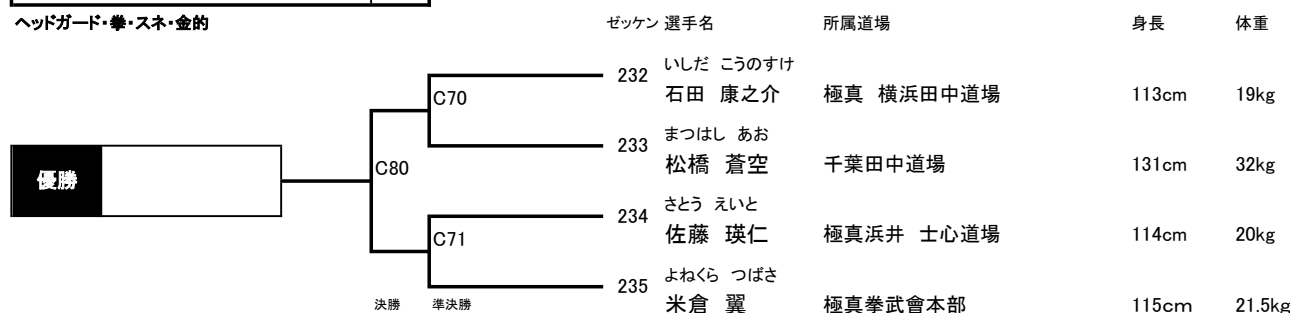 ヘッドガード・拳・スネ・金的 ゼッケン 選手名 所属道場 身長 体重
いしだ こうのすけ
232 石田 康之介 極真 横浜田中道場 113cm 19kg
C70
まつはし あお
233 松橋 蒼空 千葉田中道場 131cm 32kg
C80
優勝
さとう えいと
234 佐藤 瑛仁 極真浜井 士心道場 114cm 20kg
C71
よねくら つばさ
235 米倉 翼 極真拳武會本部 115cm 21.5kg
決勝 準決勝